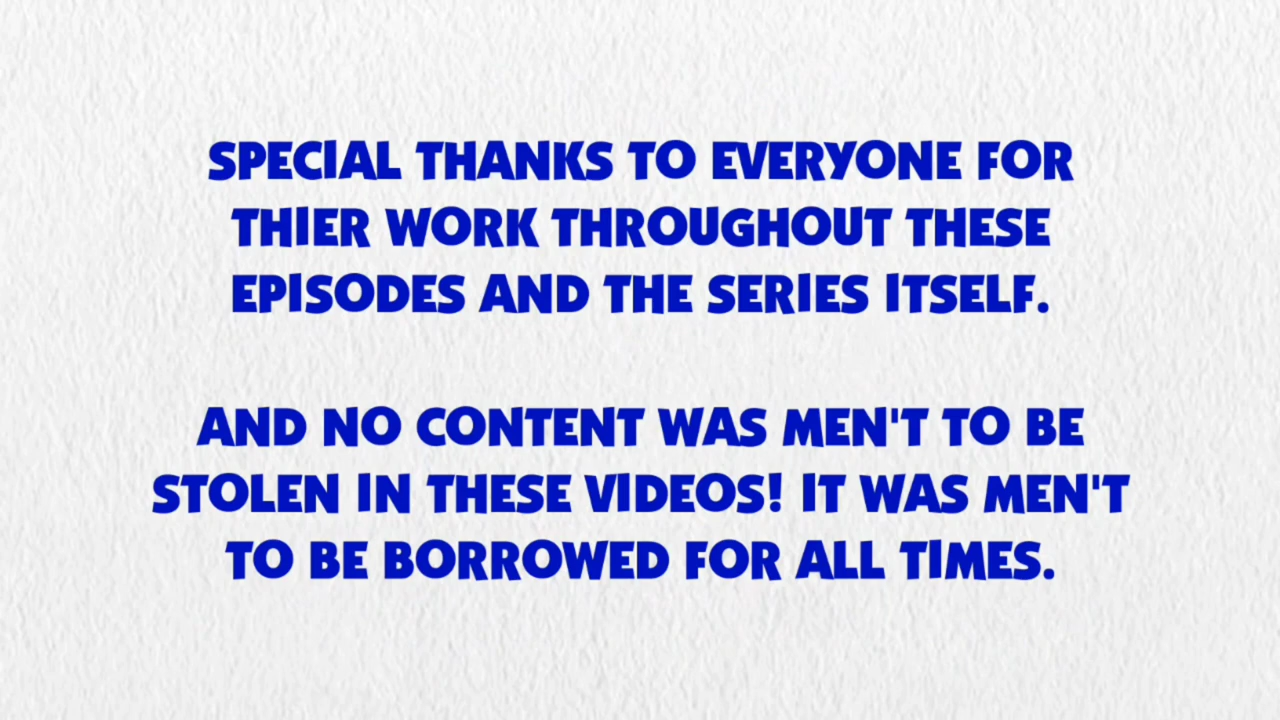 SPECIAL THANKS TO EVERYONE FOR
THIER WORK THROUGHOUT THESE
EPISODES AND THE SERIES ITSELF.
AND NO CONTENT WAS MEN'T TO BE
STOLEN IN THESE VIDEOS! IT WAS MEN'T
TO BE BORROWED FOR ALL TIMES.